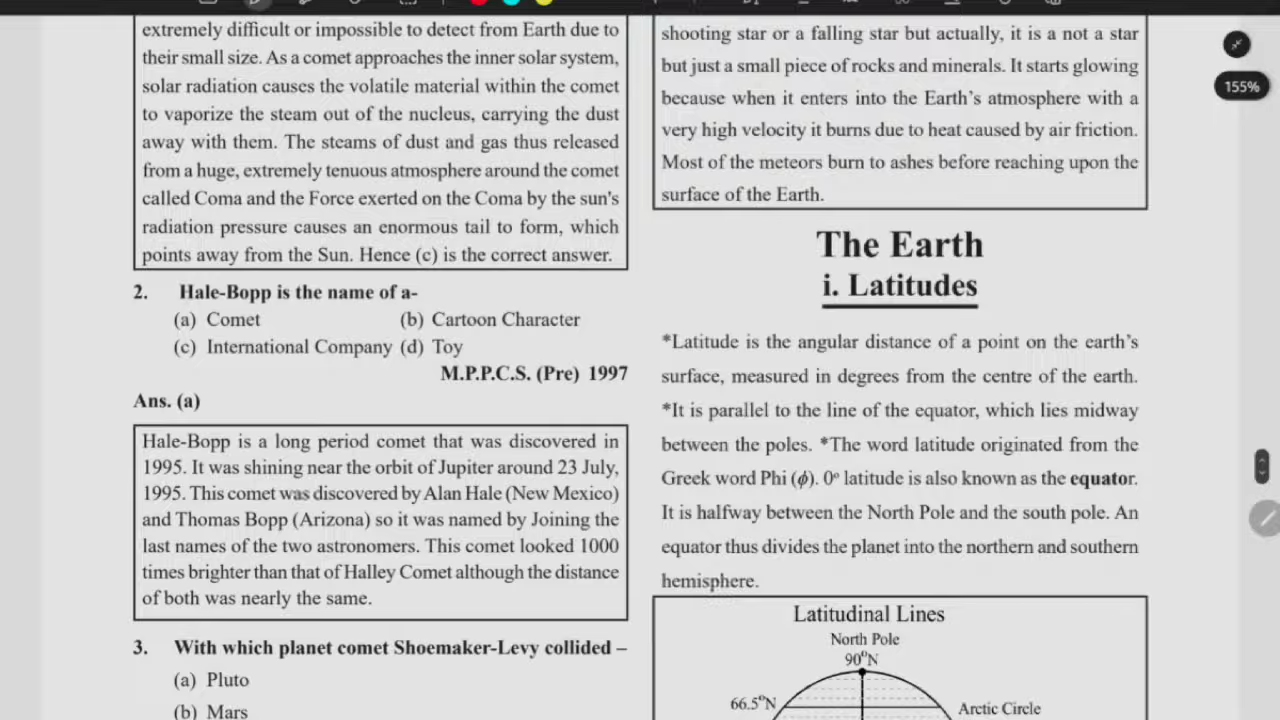 extremely difficult or impossible to detect from Earth due to
their small size. As a comet approaches the inner solar system,
solar radiation causes the volatile material within the comet
to vaporize the steam out of the nucleus, carrying the dust
away with them. The steams of dust and gas thus released
from a huge, extremely tenuous atmosphere around the comet
called Coma and the Force exerted on the Coma by the sun's
radiation pressure causes an enormous tail to form, which
points away from the Sun. Hence (c) is the correct answer.
2. Hale-Bopp is the name of a-
(a) Comet (b) Cartoon Character
(c) International Company (d) Toy
M.P.P.C.S. (Pre) 1997
Ans. (a)
Hale-Bopp is a long period comet that was discovered in
1995. It was shining near the orbit of Jupiter around 23 July,
1995. This comet was discovered by Alan Hale (New Mexico)
and Thomas Bopp (Arizona) so it was named by Joining the
last names of the two astronomers. This comet looked 1000
times brighter than that of Halley Comet although the distance
of both was nearly the same.
3. With which planet comet Shoemaker-Levy collided –
(a) Pluto
(b) Mars
shooting star or a falling star but actually, it is a not a star
but just a small piece of rocks and minerals. It starts glowing
because when it enters into the Earth's atmosphere with a
very high velocity it burns due to heat caused by air friction.
Most of the meteors burn to ashes before reaching upon the
surface of the Earth.
The Earth
i. Latitudes
*Latitude is the angular distance of a point on the earth's
surface, measured in degrees from the centre of the earth.
*It is parallel to the line of the equator, which lies midway
between the poles. *The word latitude originated from the
Greek word Phi (ϕ). 0º latitude is also known as the equator.
It is halfway between the North Pole and the south pole. An
equator thus divides the planet into the northern and southern
hemisphere.
Latitudinal Lines
North Pole
90⁰N
66.5⁰N
Arctic Circle
155%